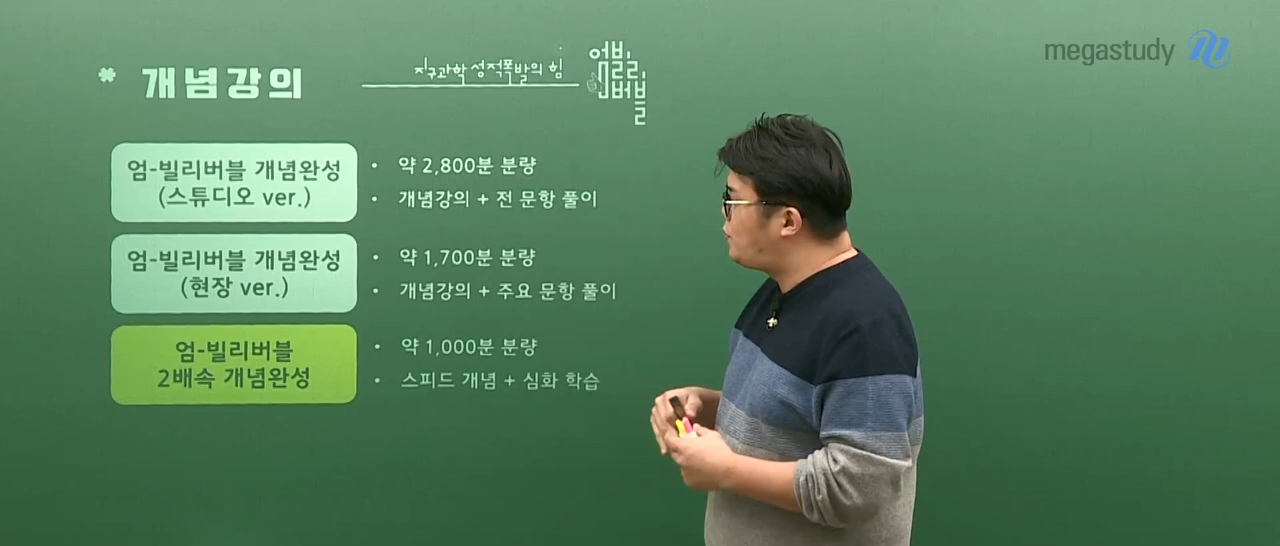 megastudy
* 개념강의
지구과학 성적폭발의 힘
엄빌리버블
엄-빌리버블 개념완성
(스튜디오 ver.)
• 약 2,800분 분량
• 개념강의 + 전 문항 풀이
엄-빌리버블 개념완성
(현장 ver.)
• 약 1,700분 분량
• 개념강의 + 주요 문항 풀이
엄-빌리버블
2배속 개념완성
• 약 1,000분 분량
• 스피드 개념 + 심화 학습